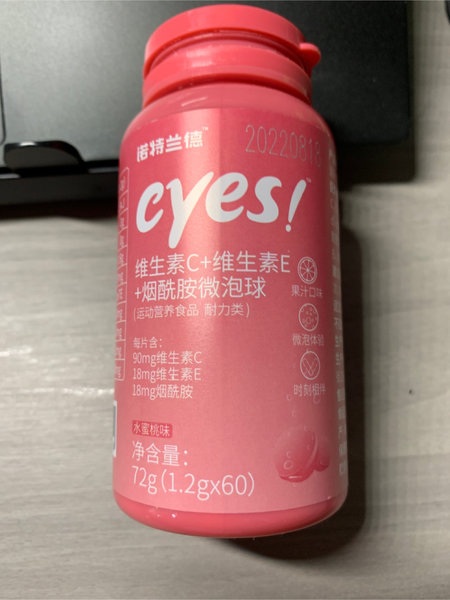 诺特兰德™
20220818
cyes!
维生素C+维生素E
+烟酰胺微泡球
(运动营养食品 耐力类)
果汁口味
微泡体验
时刻相伴
每片含:
90mg维生素C
18mg维生素E
18mg烟酰胺
水蜜桃味
净含量:
72g(1.2gx60)